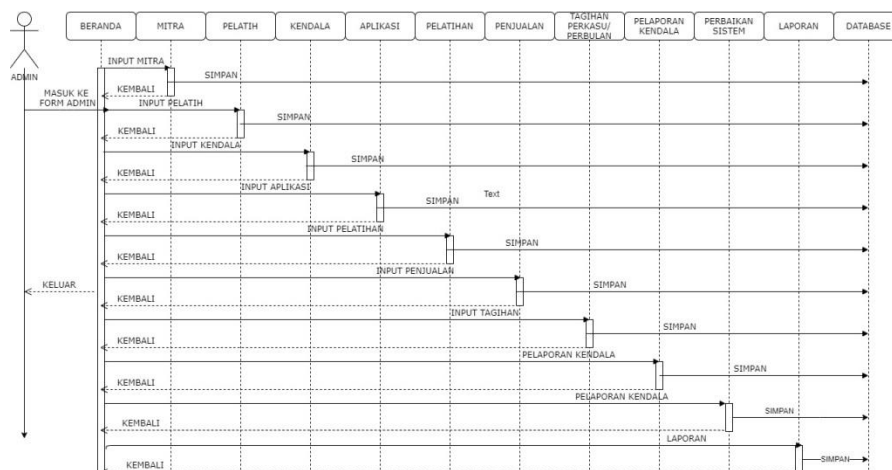 BERANDA
MITRA
PELATIH
KENDALA
APLIKASI
PELATIHAN
PENJUALAN
TAGIHAN
PERKASU/
PERBULAN
PELAPORAN
KENDALA
PERBAIKAN
SISTEM
LAPORAN
DATABASE
ADMIN
INPUT MITRA
SIMPAN
KEMBALI
MASUK KE
FORM ADMIN
INPUT PELATIH
SIMPAN
KEMBALI
INPUT KENDALA
SIMPAN
KEMBALI
INPUT APLIKASI
Text
SIMPAN
KEMBALI
INPUT PELATIHAN
SIMPAN
KEMBALI
INPUT PENJUALAN
KELUAR
SIMPAN
KEMBALI
INPUT TAGIHAN
SIMPAN
KEMBALI
PELAPORAN KENDALA
SIMPAN
KEMBALI
PELAPORAN KENDALA
SIMPAN
KEMBALI
LAPORAN
SIMPAN
KEMBALI